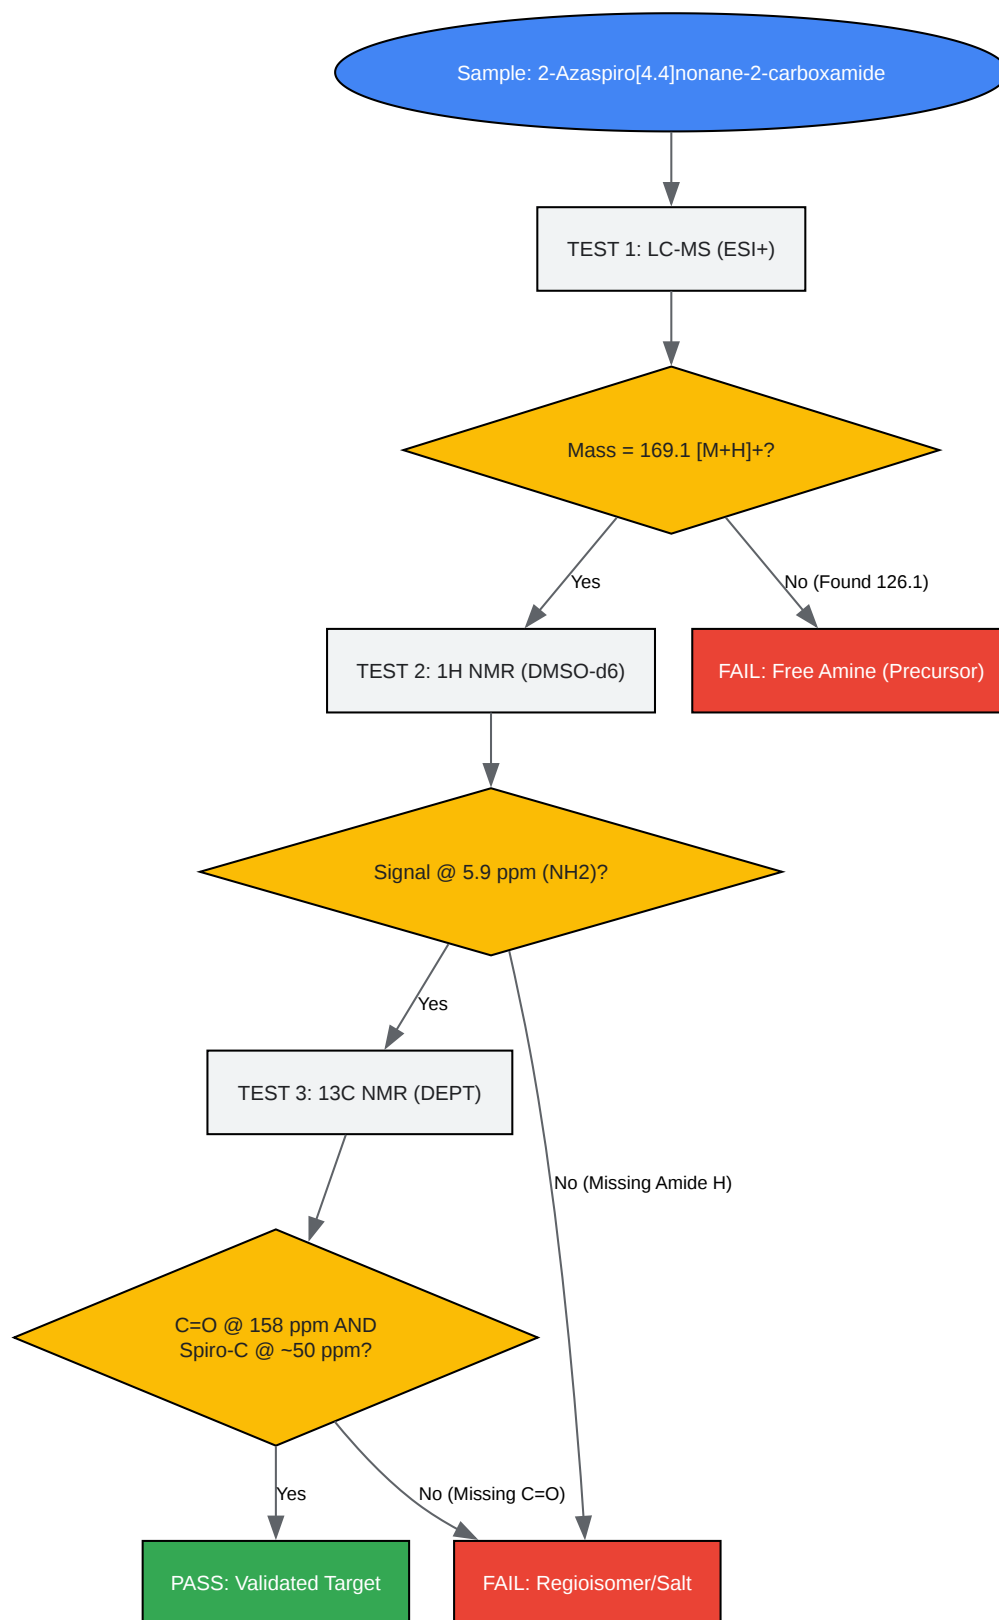 Sample: 2-Azaspiro[4.4]nonane-2-carboxamide
TEST 1: LC-MS (ESI+)
Mass = 169.1 [M+H]+?
Yes
No (Found 126.1)
TEST 2: 1H NMR (DMSO-d6)
FAIL: Free Amine (Precursor)
Signal @ 5.9 ppm (NH2)?
Yes
TEST 3: 13C NMR (DEPT)
No (Missing Amide H)
C=O @ 158 ppm AND
Spiro-C @ ~50 ppm?
Yes
No (Missing C=O)
PASS: Validated Target
FAIL: Regioisomer/Salt